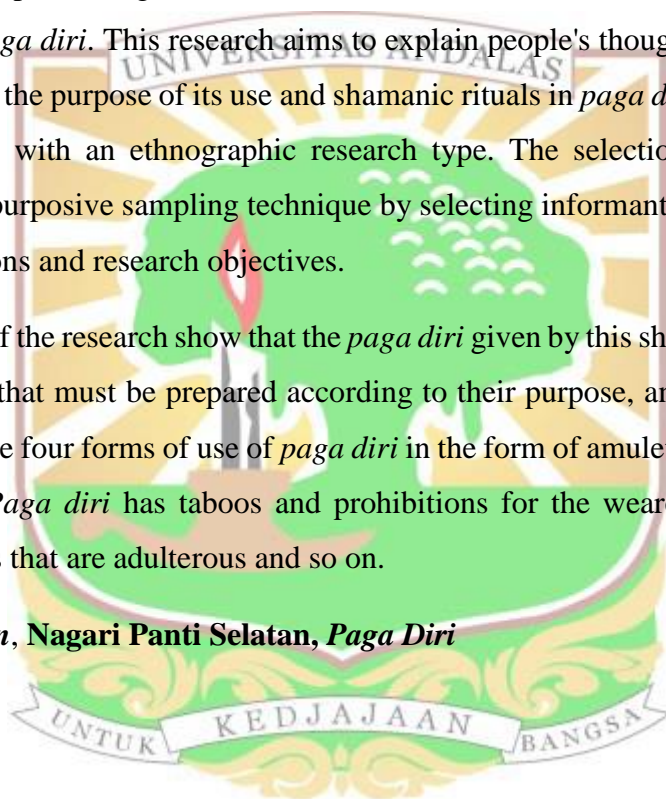 aga diri. This research aims to explain people's thoug
UNIVERSITAS ANDALAS
the purpose of its use and shamanic rituals in paga d
with an ethnographic research type. The selectio
purposive sampling technique by selecting informant
ons and research objectives.
f the research show that the paga diri given by this sh
that must be prepared according to their purpose, an
e four forms of use of paga diri in the form of amule
Paga diri has taboos and prohibitions for the wear
s that are adulterous and so on.
n, Nagari Panti Selatan, Paga Diri
UNTUK KEDJAJAAN BANGSA